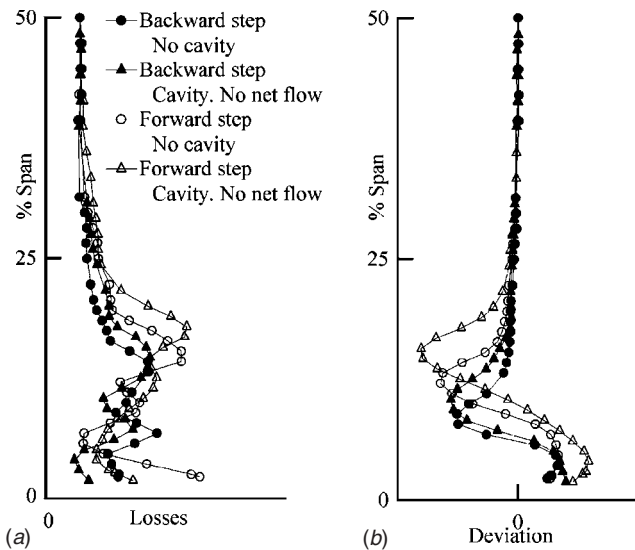 50
Backward step
No cavity
Backward step
Cavity. No net flow
Forward step
No cavity
Forward step
Cavity. No net flow
% Span
25
0
0
Losses
(a)
50
% Span
25
0
0
Deviation
(b)